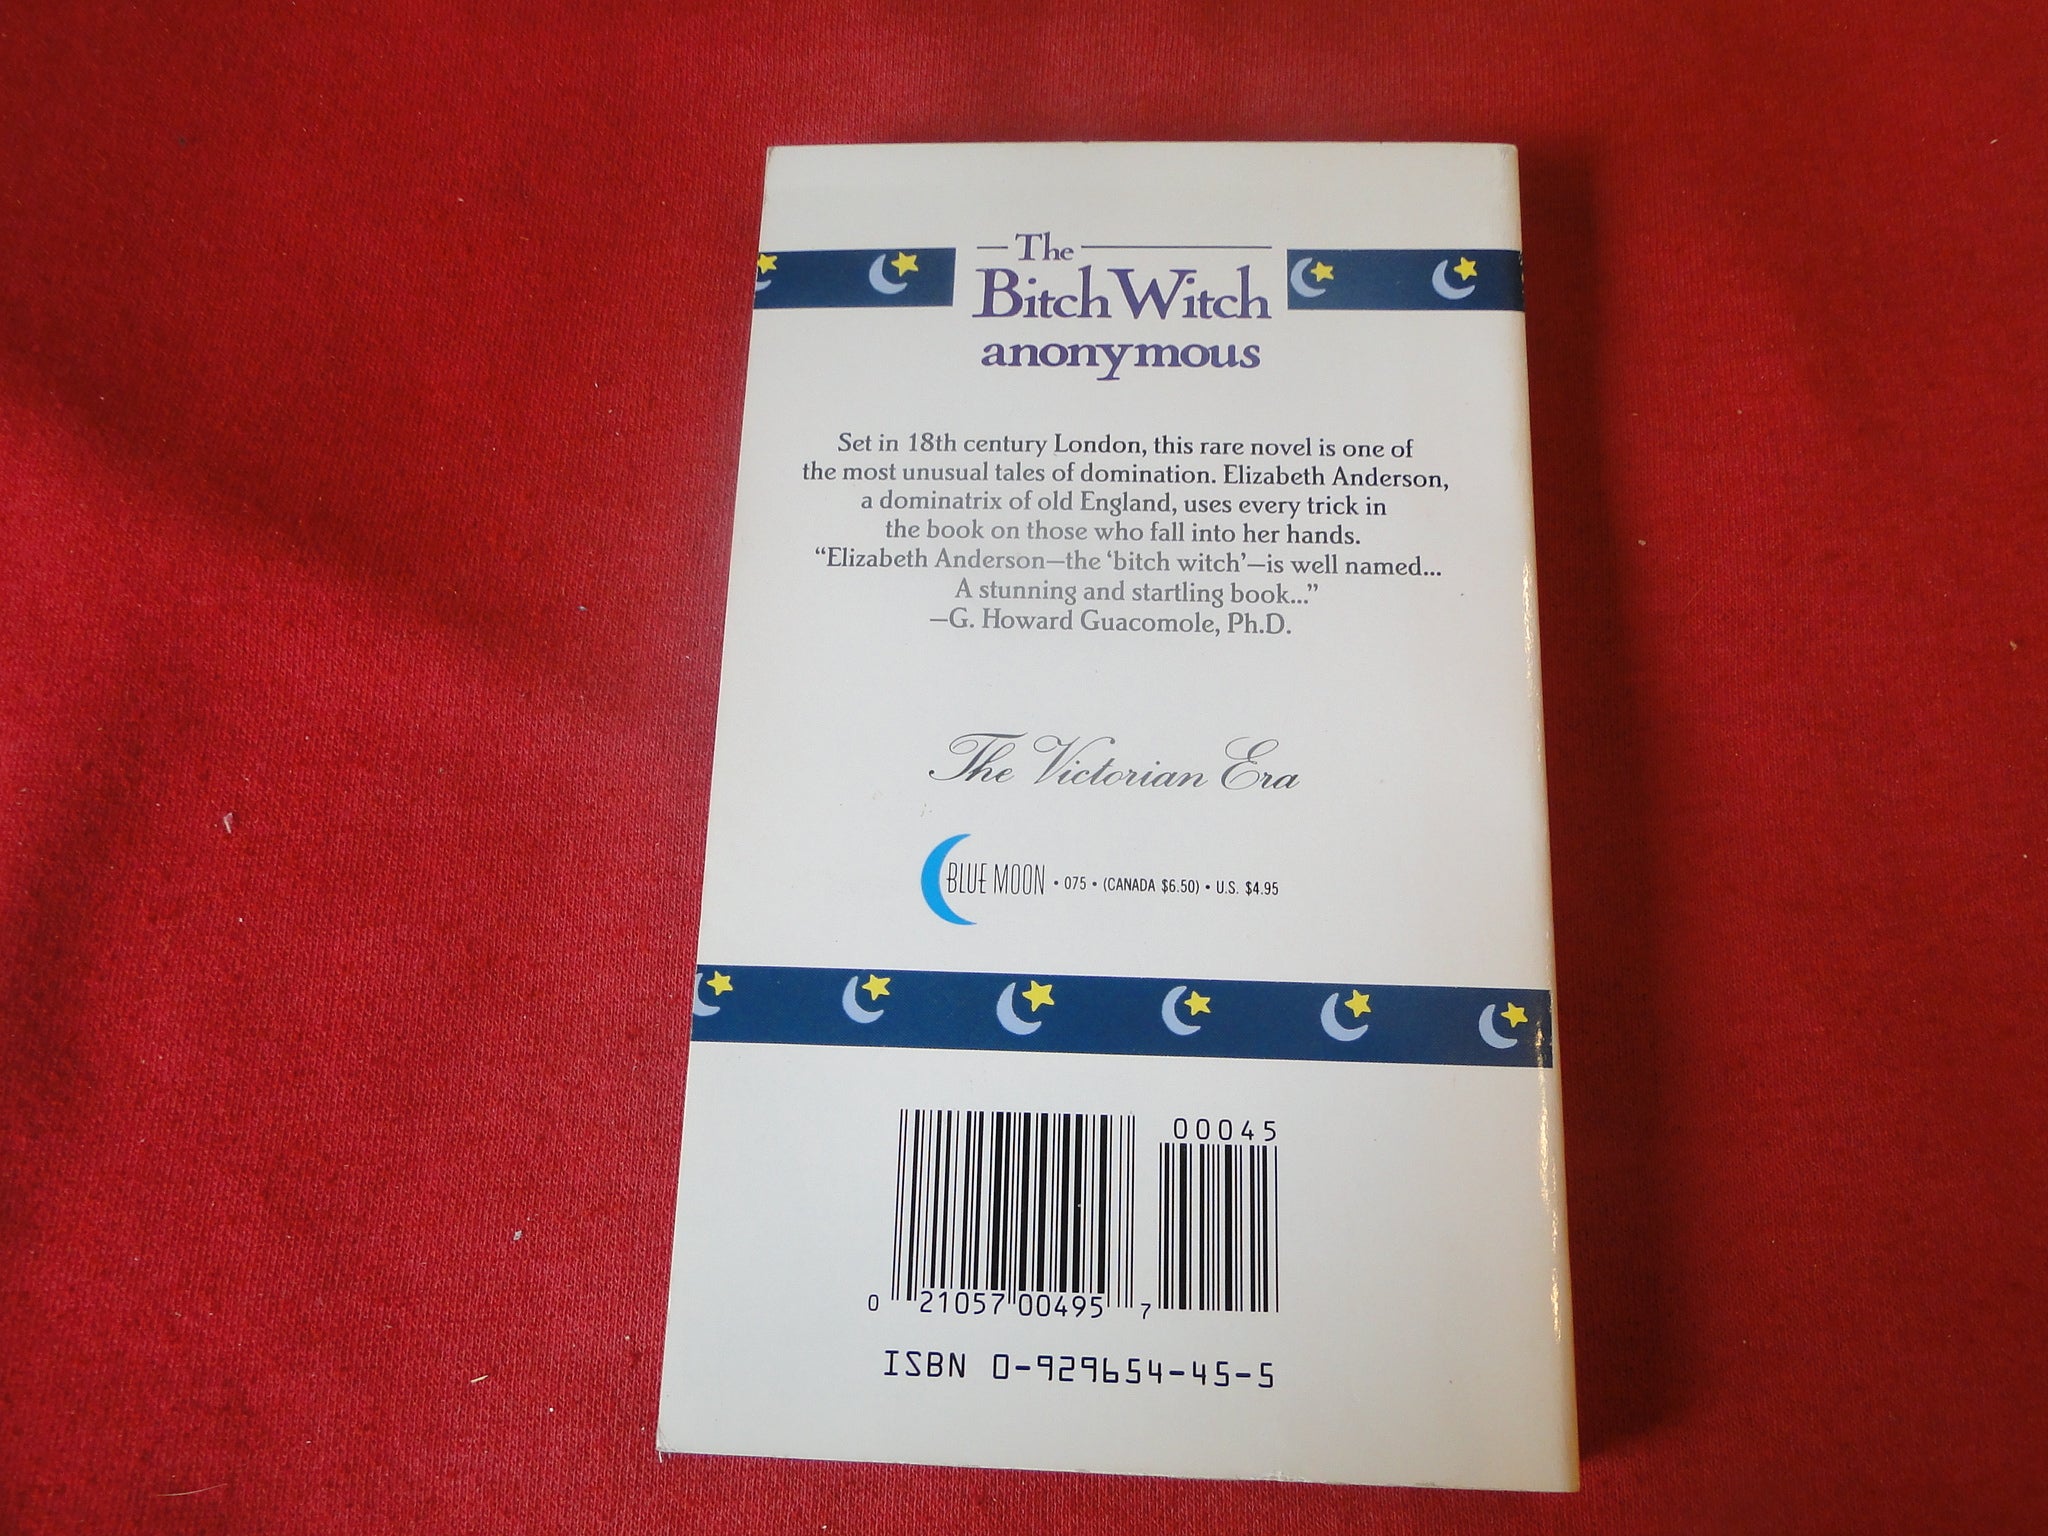 The
Bitch Witch
anonymous
Set in 18th century London, this rare novel is one of
the most unusual tales of domination. Elizabeth Anderson,
a dominatrix of old England, uses every trick in
the book on those who fall into her hands.
“Elizabeth Anderson—the ‘bitch witch’—is well named...
A stunning and startling book...”
—G. Howard Guacomole, Ph.D.
The Victorian Era
BLUE MOON • 075 • (CANADA $6.50) • U.S. $4.95
00045
0 21057 00495 7
ISBN 0-929654-45-5